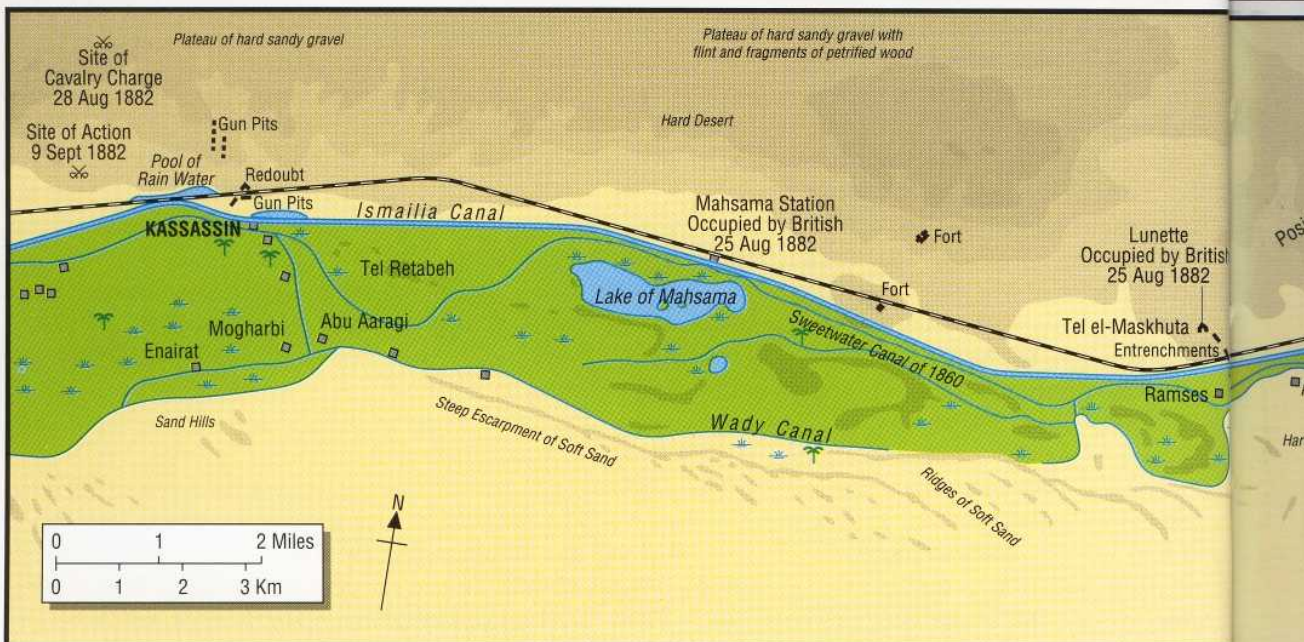 Plateau of hard sandy gravel
Plateau of hard sandy gravel with
flint and fragments of petrified wood
Site of
Cavalry Charge
28 Aug 1882
Hard Desert
Gun Pits
Site of Action
9 Sept 1882
Pool of
Rain Water
Redoubt
Gun Pits
Ismailia Canal
Mahsama Station
Occupied by British
25 Aug 1882
Fort
Lunette
Occupied by British
25 Aug 1882
KASSASSIN
Tel Retabeh
Lake of Mahsama
Fort
Sweetwater Canal of 1860
Tel el-Maskhuta
Entrenchments
Mogharbi
Abu Aaragi
Enairat
Ramses
Sand Hills
Steep Escarpment of Soft Sand
Wady Canal
Ridges of Soft Sand
N
0 1 2 Miles
0 1 2 3 Km